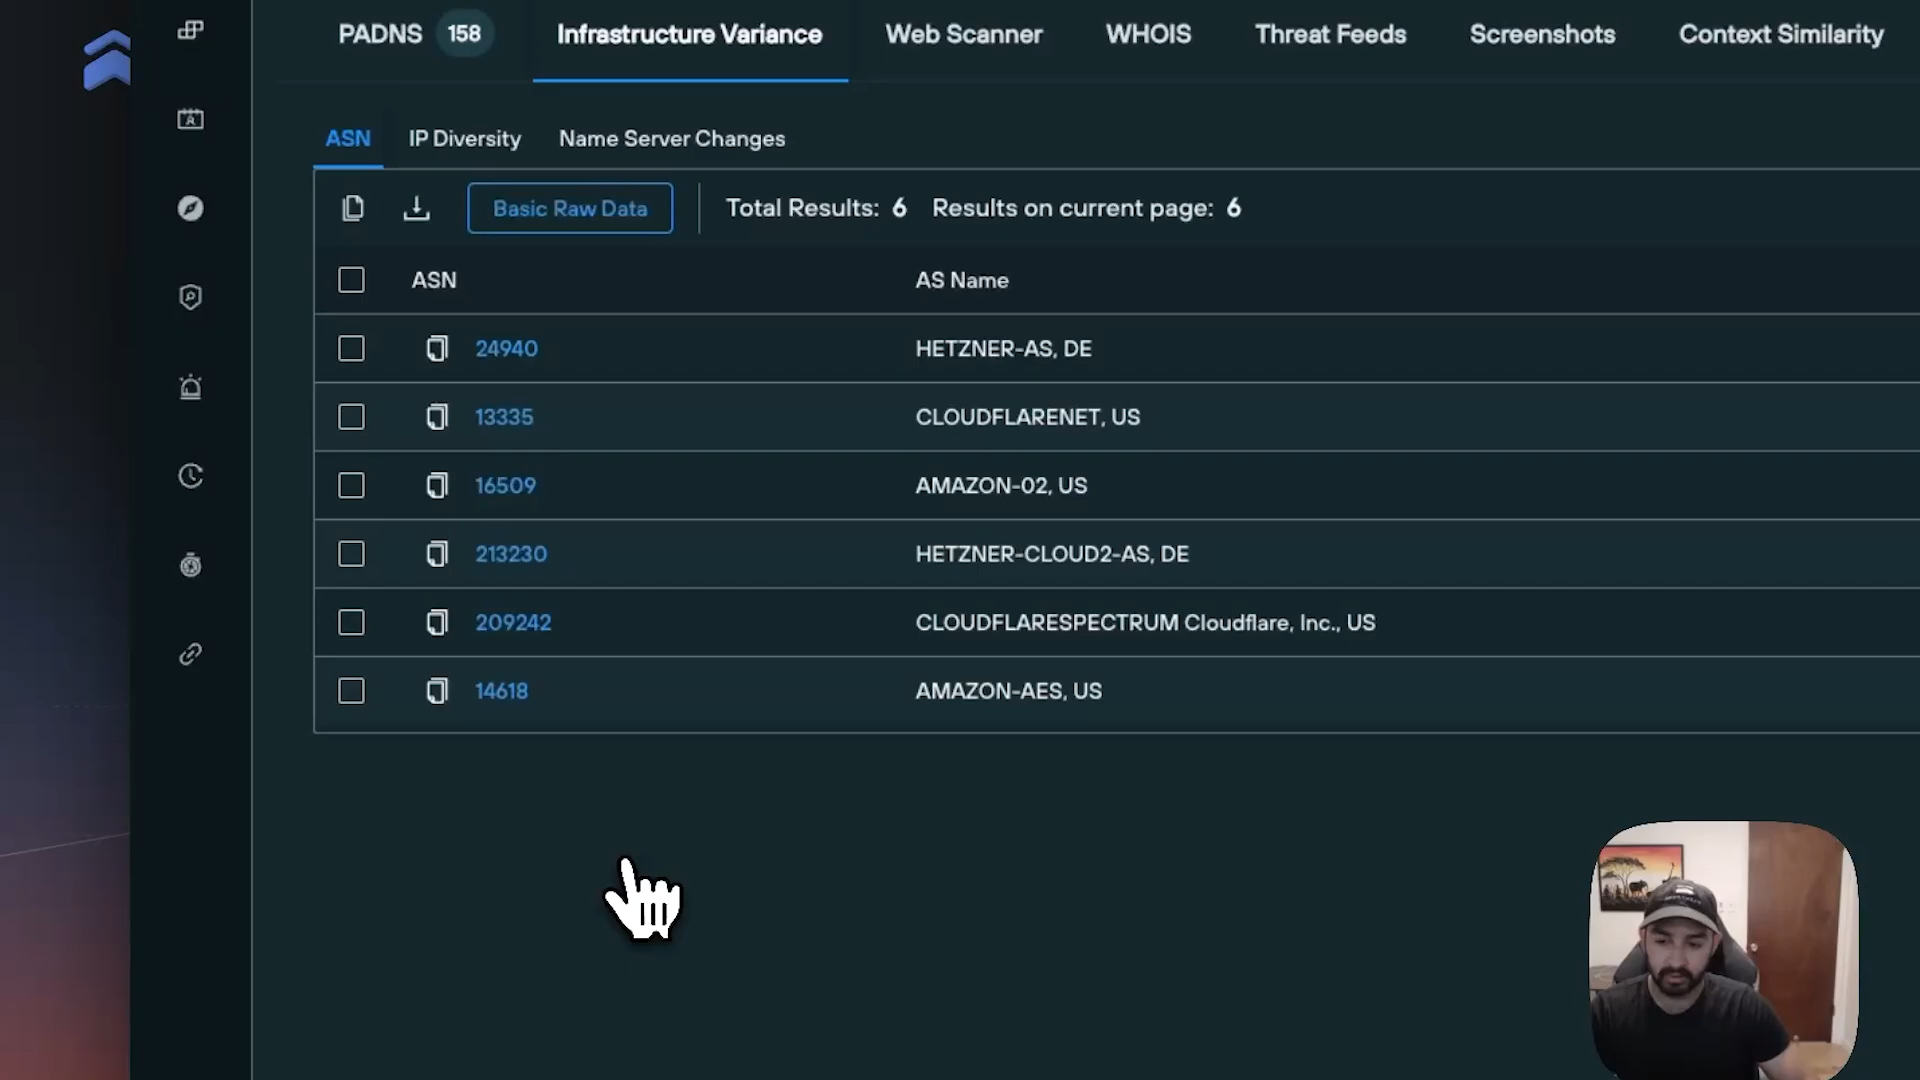 PADNS 158 Infrastructure Variance Web Scanner WHOIS Threat Feeds Screenshots Context Similarity
ASN IP Diversity Name Server Changes
Basic Raw Data Total Results: 6 Results on current page: 6
ASN AS Name
24940 HETZNER-AS, DE
13335 CLOUDFLARENET, US
16509 AMAZON-02, US
213230 HETZNER-CLOUD2-AS, DE
209242 CLOUDFLARESPECTRUM Cloudflare, Inc., US
14618 AMAZON-AES, US